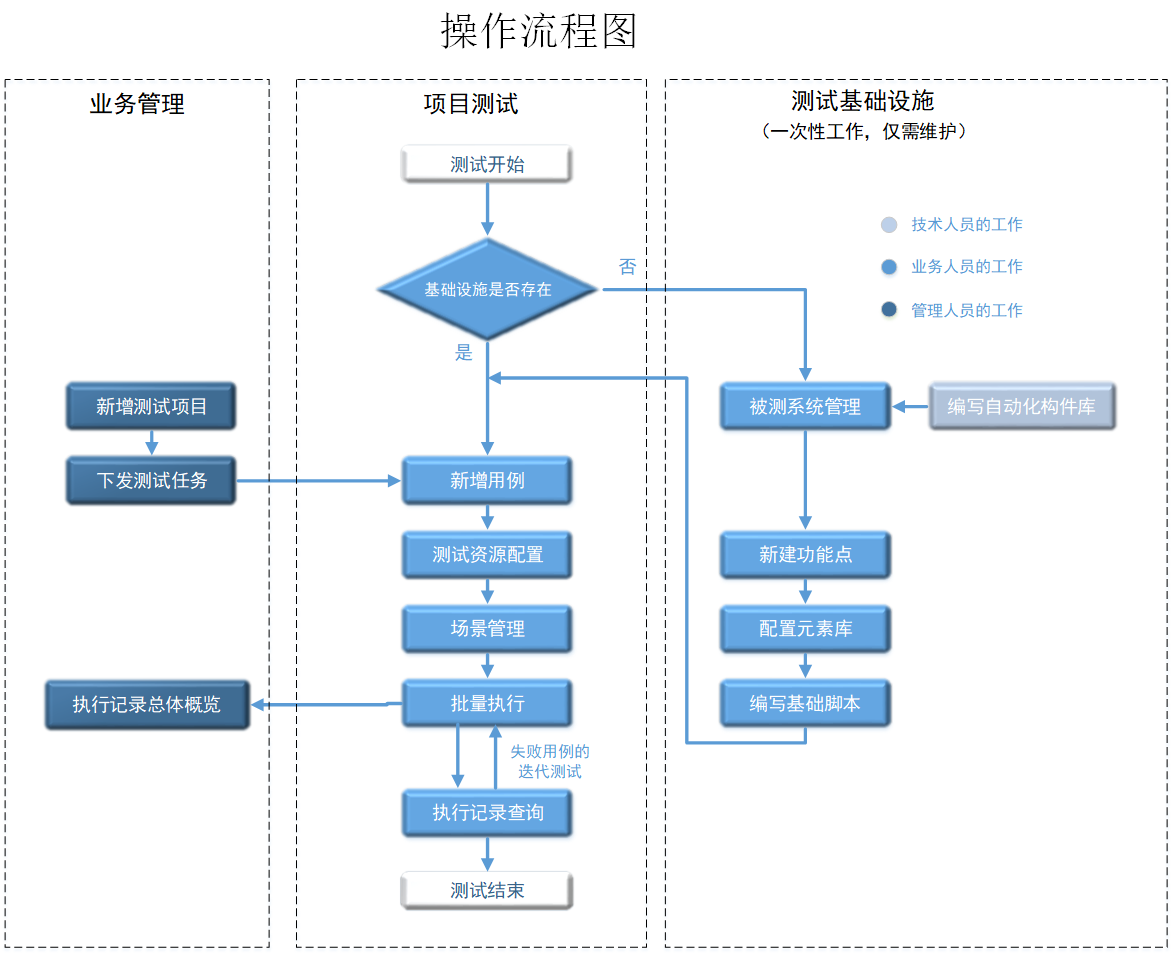 操作流程图
业务管理
新增测试项目
下发测试任务
执行记录总体概览
项目测试
测试开始
基础设施是否存在
否
是
新增用例
测试资源配置
场景管理
批量执行
失败用例的
迭代测试
执行记录查询
测试结束
测试基础设施
（一次性工作，仅需维护）
技术人员的工作
业务人员的工作
管理人员的工作
被测系统管理
编写自动化构件库
新建功能点
配置元素库
编写基础脚本